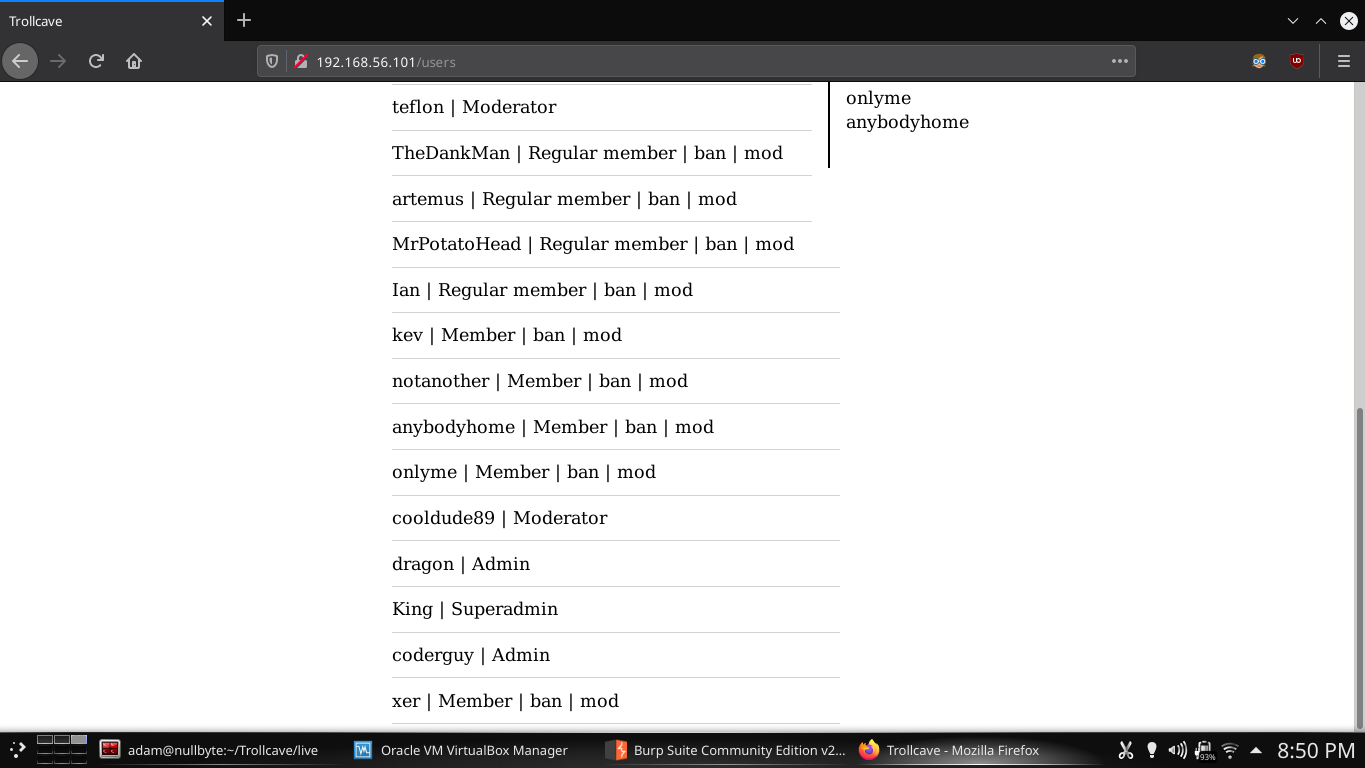 Trollcave
192.168.56.101/users
teflon | Moderator
TheDankMan | Regular member | ban | mod
artemus | Regular member | ban | mod
MrPotatoHead | Regular member | ban | mod
Ian | Regular member | ban | mod
kev | Member | ban | mod
notanother | Member | ban | mod
anybodyhome | Member | ban | mod
onlyme | Member | ban | mod
cooldude89 | Moderator
dragon | Admin
King | Superadmin
coderguy | Admin
xer | Member | ban | mod
onlyme
anybodyhome
adam@nullbyte:~/Trollcave/live
Oracle VM VirtualBox Manager
Burp Suite Community Edition v2...
Trollcave - Mozilla Firefox
93%
8:50 PM